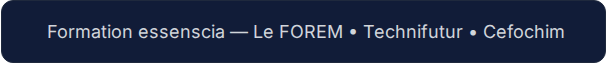 Formation essenscia — Le FOREM • Technifutur • Cefochim